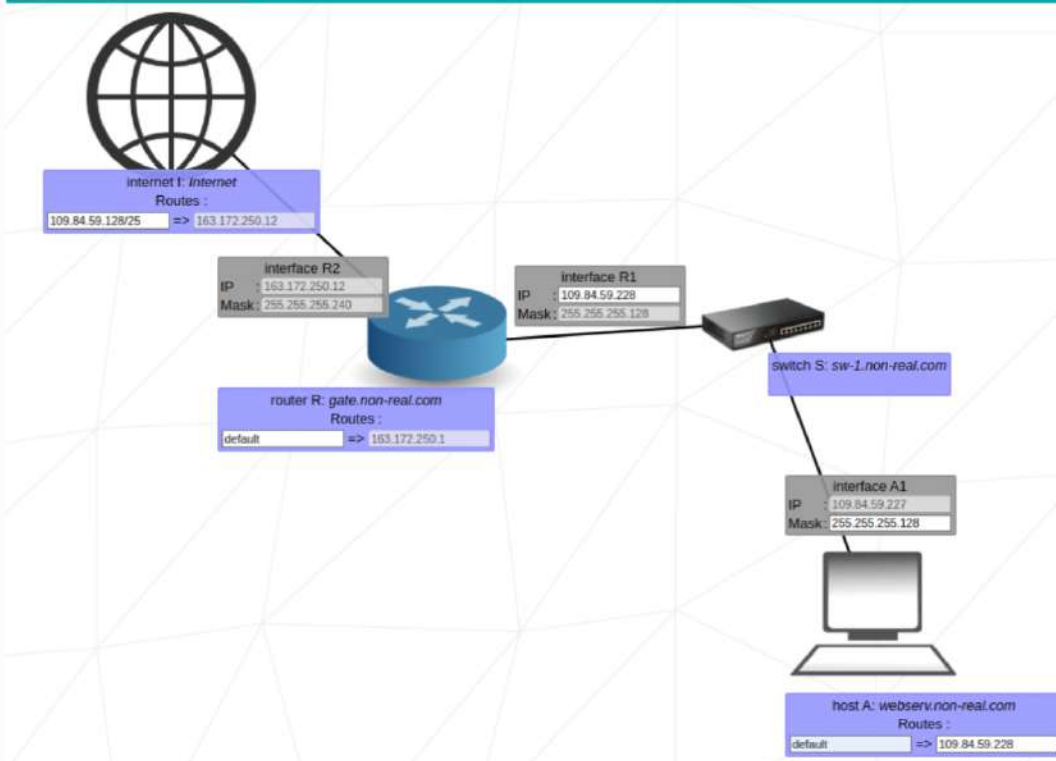 internet I: Internet
Routes :
109.84.59.128/25 => 163.172.250.12
interface R2
IP : 163.172.250.12
Mask : 255.255.255.240
interface R1
IP : 109.84.59.228
Mask : 255.255.255.128
switch S: sw-1.non-real.com
router R: gate.non-real.com
Routes :
default => 163.172.250.1
interface A1
IP : 109.84.59.227
Mask : 255.255.255.128
host A: webserv.non-real.com
Routes :
default => 109.84.59.228